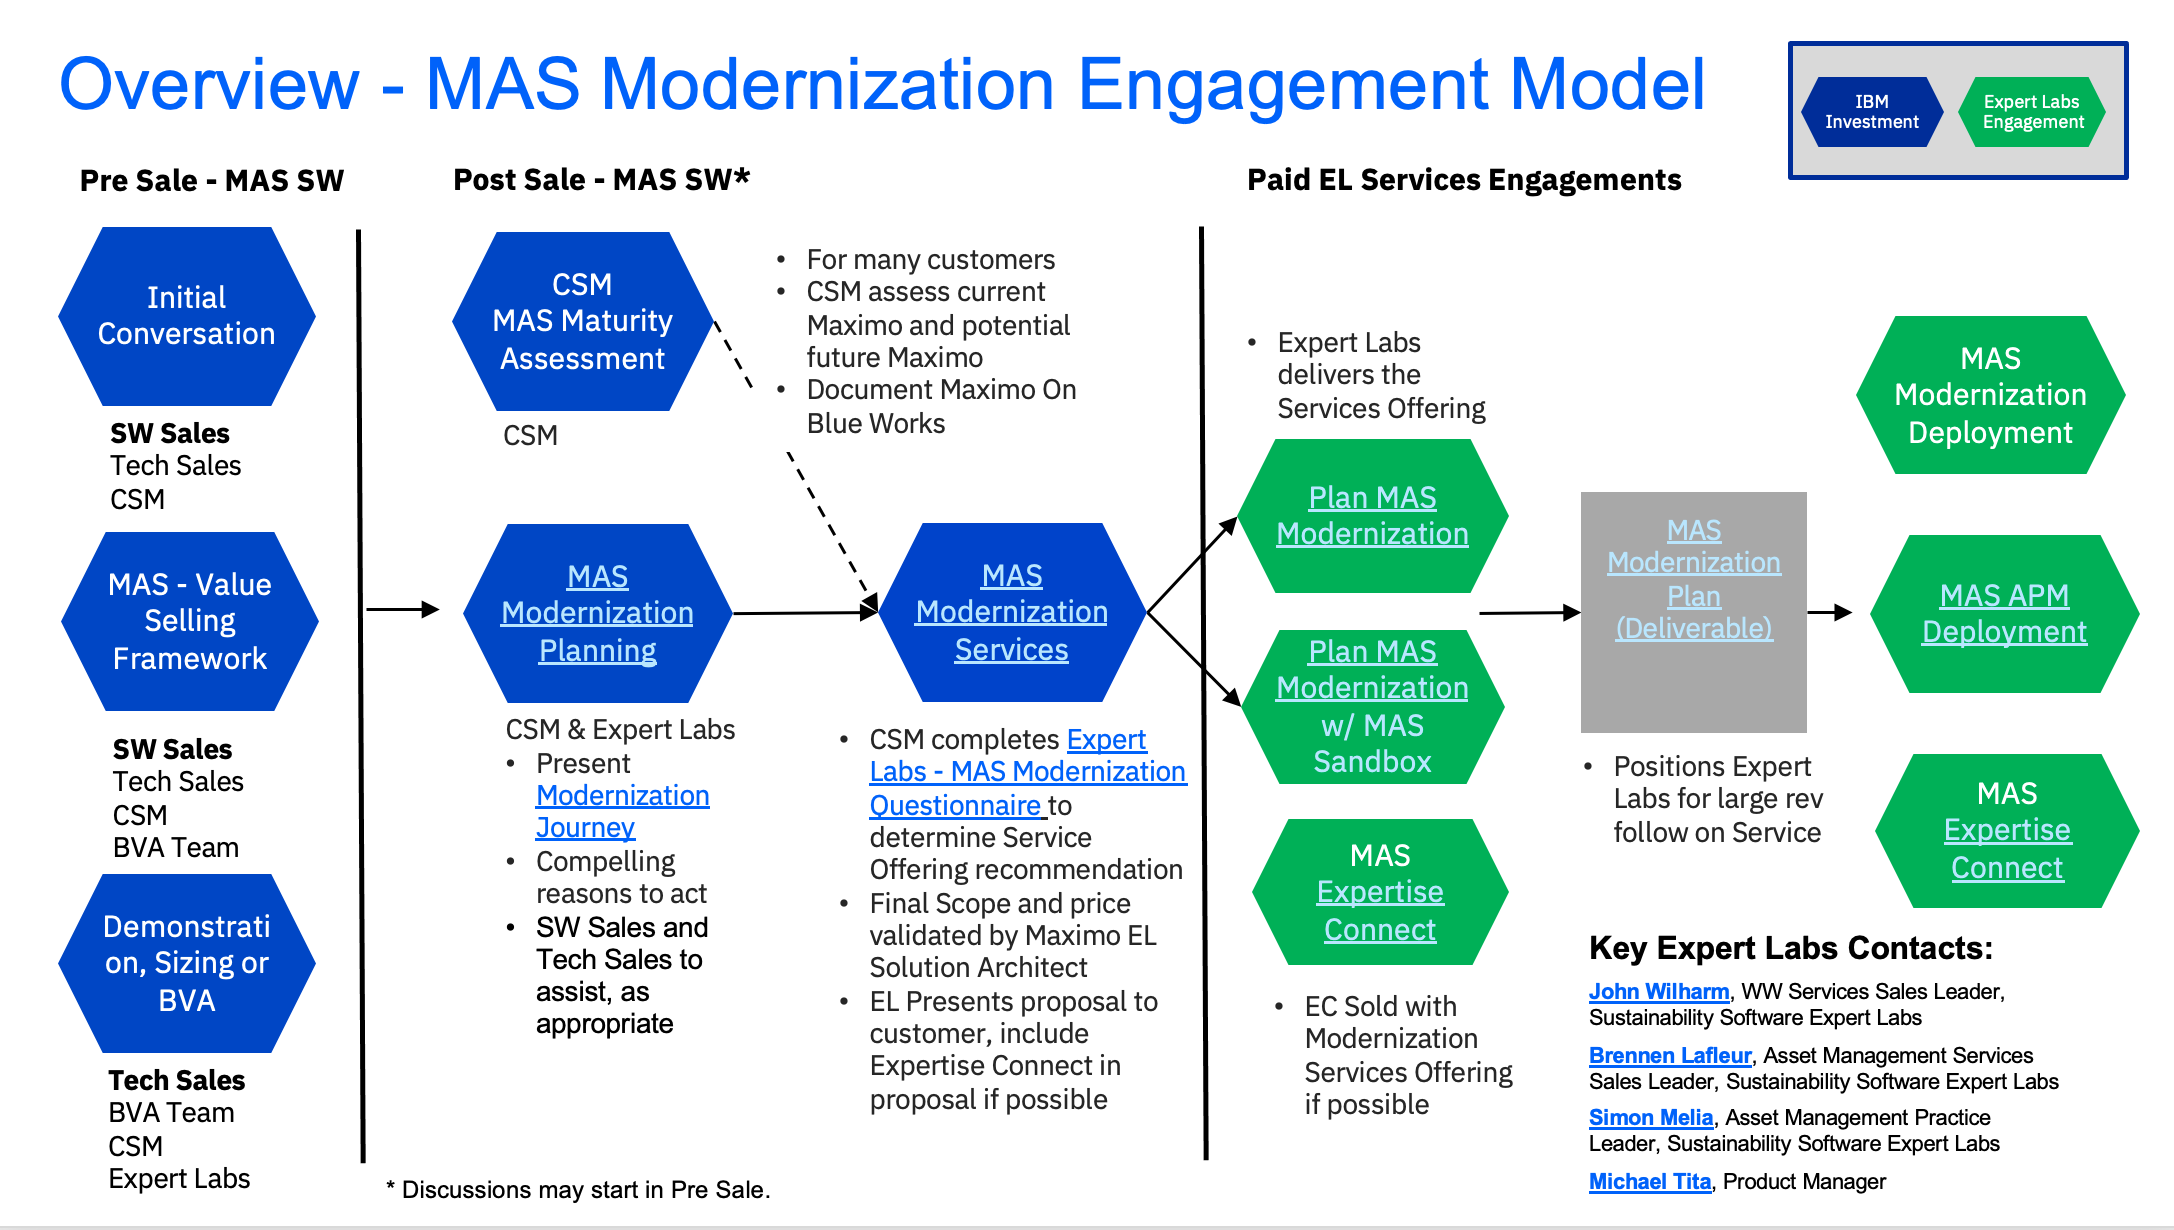 Overview - MAS Modernization Engagement Model
IBM
Investment
Expert Labs
Engagement
Pre Sale - MAS SW
Initial
Conversation
SW Sales
Tech Sales
CSM
MAS - Value
Selling
Framework
SW Sales
Tech Sales
CSM
BVA Team
Demonstrati
on, Sizing or
BVA
Tech Sales
BVA Team
CSM
Expert Labs
Post Sale - MAS SW*
CSM
MAS Maturity
Assessment
CSM
• For many customers
• CSM assess current
Maximo and potential
future Maximo
• Document Maximo On
Blue Works
MAS
Modernization
Planning
CSM & Expert Labs
• Present
Modernization
Journey
• Compelling
reasons to act
• SW Sales and
Tech Sales to
assist, as
appropriate
MAS
Modernization
Services
• CSM completes Expert
Labs - MAS Modernization
Questionnaire to
determine Service
Offering recommendation
• Final Scope and price
validated by Maximo EL
Solution Architect
• EL Presents proposal to
customer, include
Expertise Connect in
proposal if possible
* Discussions may start in Pre Sale.
Paid EL Services Engagements
• Expert Labs
delivers the
Services Offering
Plan MAS
Modernization
Plan MAS
Modernization
w/ MAS
Sandbox
MAS
Expertise
Connect
• EC Sold with
Modernization
Services Offering
if possible
MAS
Modernization
Plan
(Deliverable)
• Positions Expert
Labs for large rev
follow on Service
MAS
Modernization
Deployment
MAS APM
Deployment
MAS
Expertise
Connect
Key Expert Labs Contacts:
John Wilharm, WW Services Sales Leader,
Sustainability Software Expert Labs
Brennen Lafleur, Asset Management Services
Sales Leader, Sustainability Software Expert Labs
Simon Melia, Asset Management Practice
Leader, Sustainability Software Expert Labs
Michael Tita, Product Manager